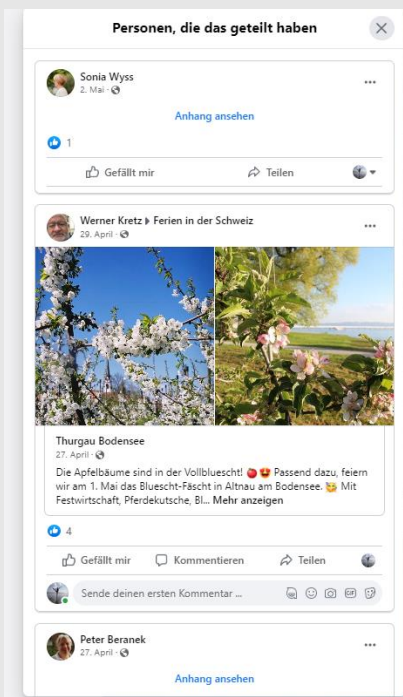 Personen, die das geteilt haben
Sonia Wyss
2. Mai ·
Anhang ansehen
1
Gefällt mir
Teilen
Werner Kretz ▸ Ferien in der Schweiz
29. April ·
Thurgau Bodensee
27. April ·
Die Apfelbäume sind in der Vollbluescht! 🍎😍 Passend dazu, feiern
wir am 1. Mai das Bluescht-Fäscht in Altnau am Bodensee. 🥳 Mit
Festwirtschaft, Pferdekutsche, Bl... Mehr anzeigen
4
Gefällt mir
Kommentieren
Teilen
Sende deinen ersten Kommentar ...
GIF
Peter Beranek
27. April ·
Anhang ansehen